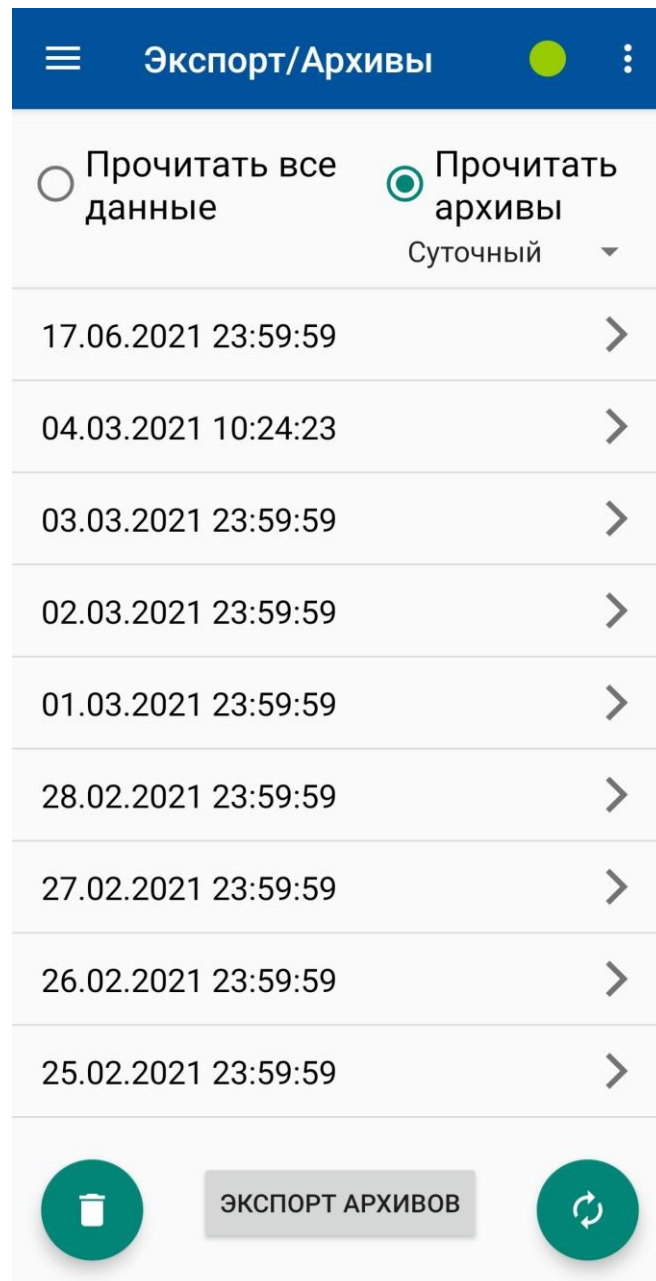 Экспорт/Архивы
Прочитать все
данные
Прочитать
архивы
Суточный
17.06.2021 23:59:59
04.03.2021 10:24:23
03.03.2021 23:59:59
02.03.2021 23:59:59
01.03.2021 23:59:59
28.02.2021 23:59:59
27.02.2021 23:59:59
26.02.2021 23:59:59
25.02.2021 23:59:59
ЭКСПОРТ АРХИВОВ